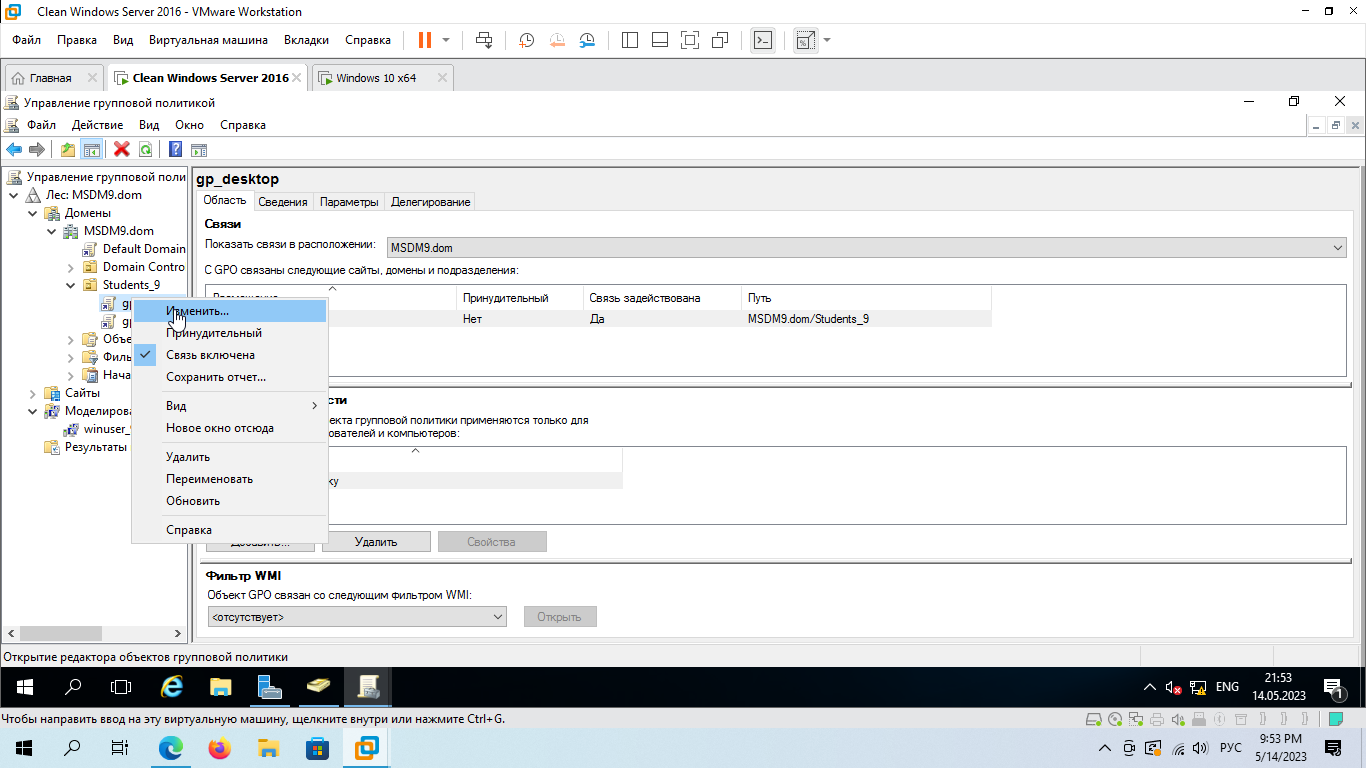 Clean Windows Server 2016 - VMware Workstation
Файл Правка Вид Виртуальная машина Вкладки Справка
Главная Clean Windows Server 2016 Windows 10 x64
Управление групповой политикой
Файл Действие Вид Окно Справка
Управление групповой поли
Лес: MSDM9.dom
Домены
MSDM9.dom
Default Domain
Domain Contro
Students_9
gp
gp
Объе
Филь
Нача
Сайты
Моделирова
winuser_
Результаты
Изменить...
Принудительный
Связь включена
Сохранить отчет...
Вид
Новое окно отсюда
Удалить
Переименовать
Обновить
Справка
gp_desktop
Область Сведения Параметры Делегирование
Связи
Показать связи в расположении: MSDM9.dom
С GPO связаны следующие сайты, домены и подразделения:
Принудительный Связь задействована Путь
Нет Да MSDM9.dom/Students_9
сти
екта групповой политики применяются только для
ователей и компьютеров:
ку
Удалить Свойства
Фильтр WMI
Объект GPO связан со следующим фильтром WMI:
<отсутствует> Открыть
Открытие редактора объектов групповой политики
ENG 21:53
14.05.2023
1
Чтобы направить ввод на эту виртуальную машину, щелкните внутри или нажмите Ctrl+G.
РУС 9:53 PM
5/14/2023